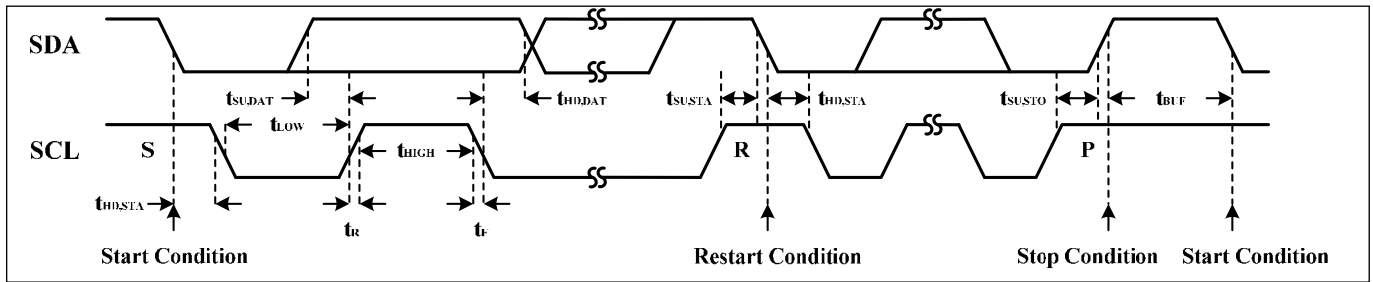 SDA
tSU,DAT
tHD,DAT
tSU,STA
tHD,STA
tSU,STO
tBUF
tLOW
SCL
S
tHIGH
R
P
tHD,STA
tR
tF
Start Condition
Restart Condition
Stop Condition
Start Condition